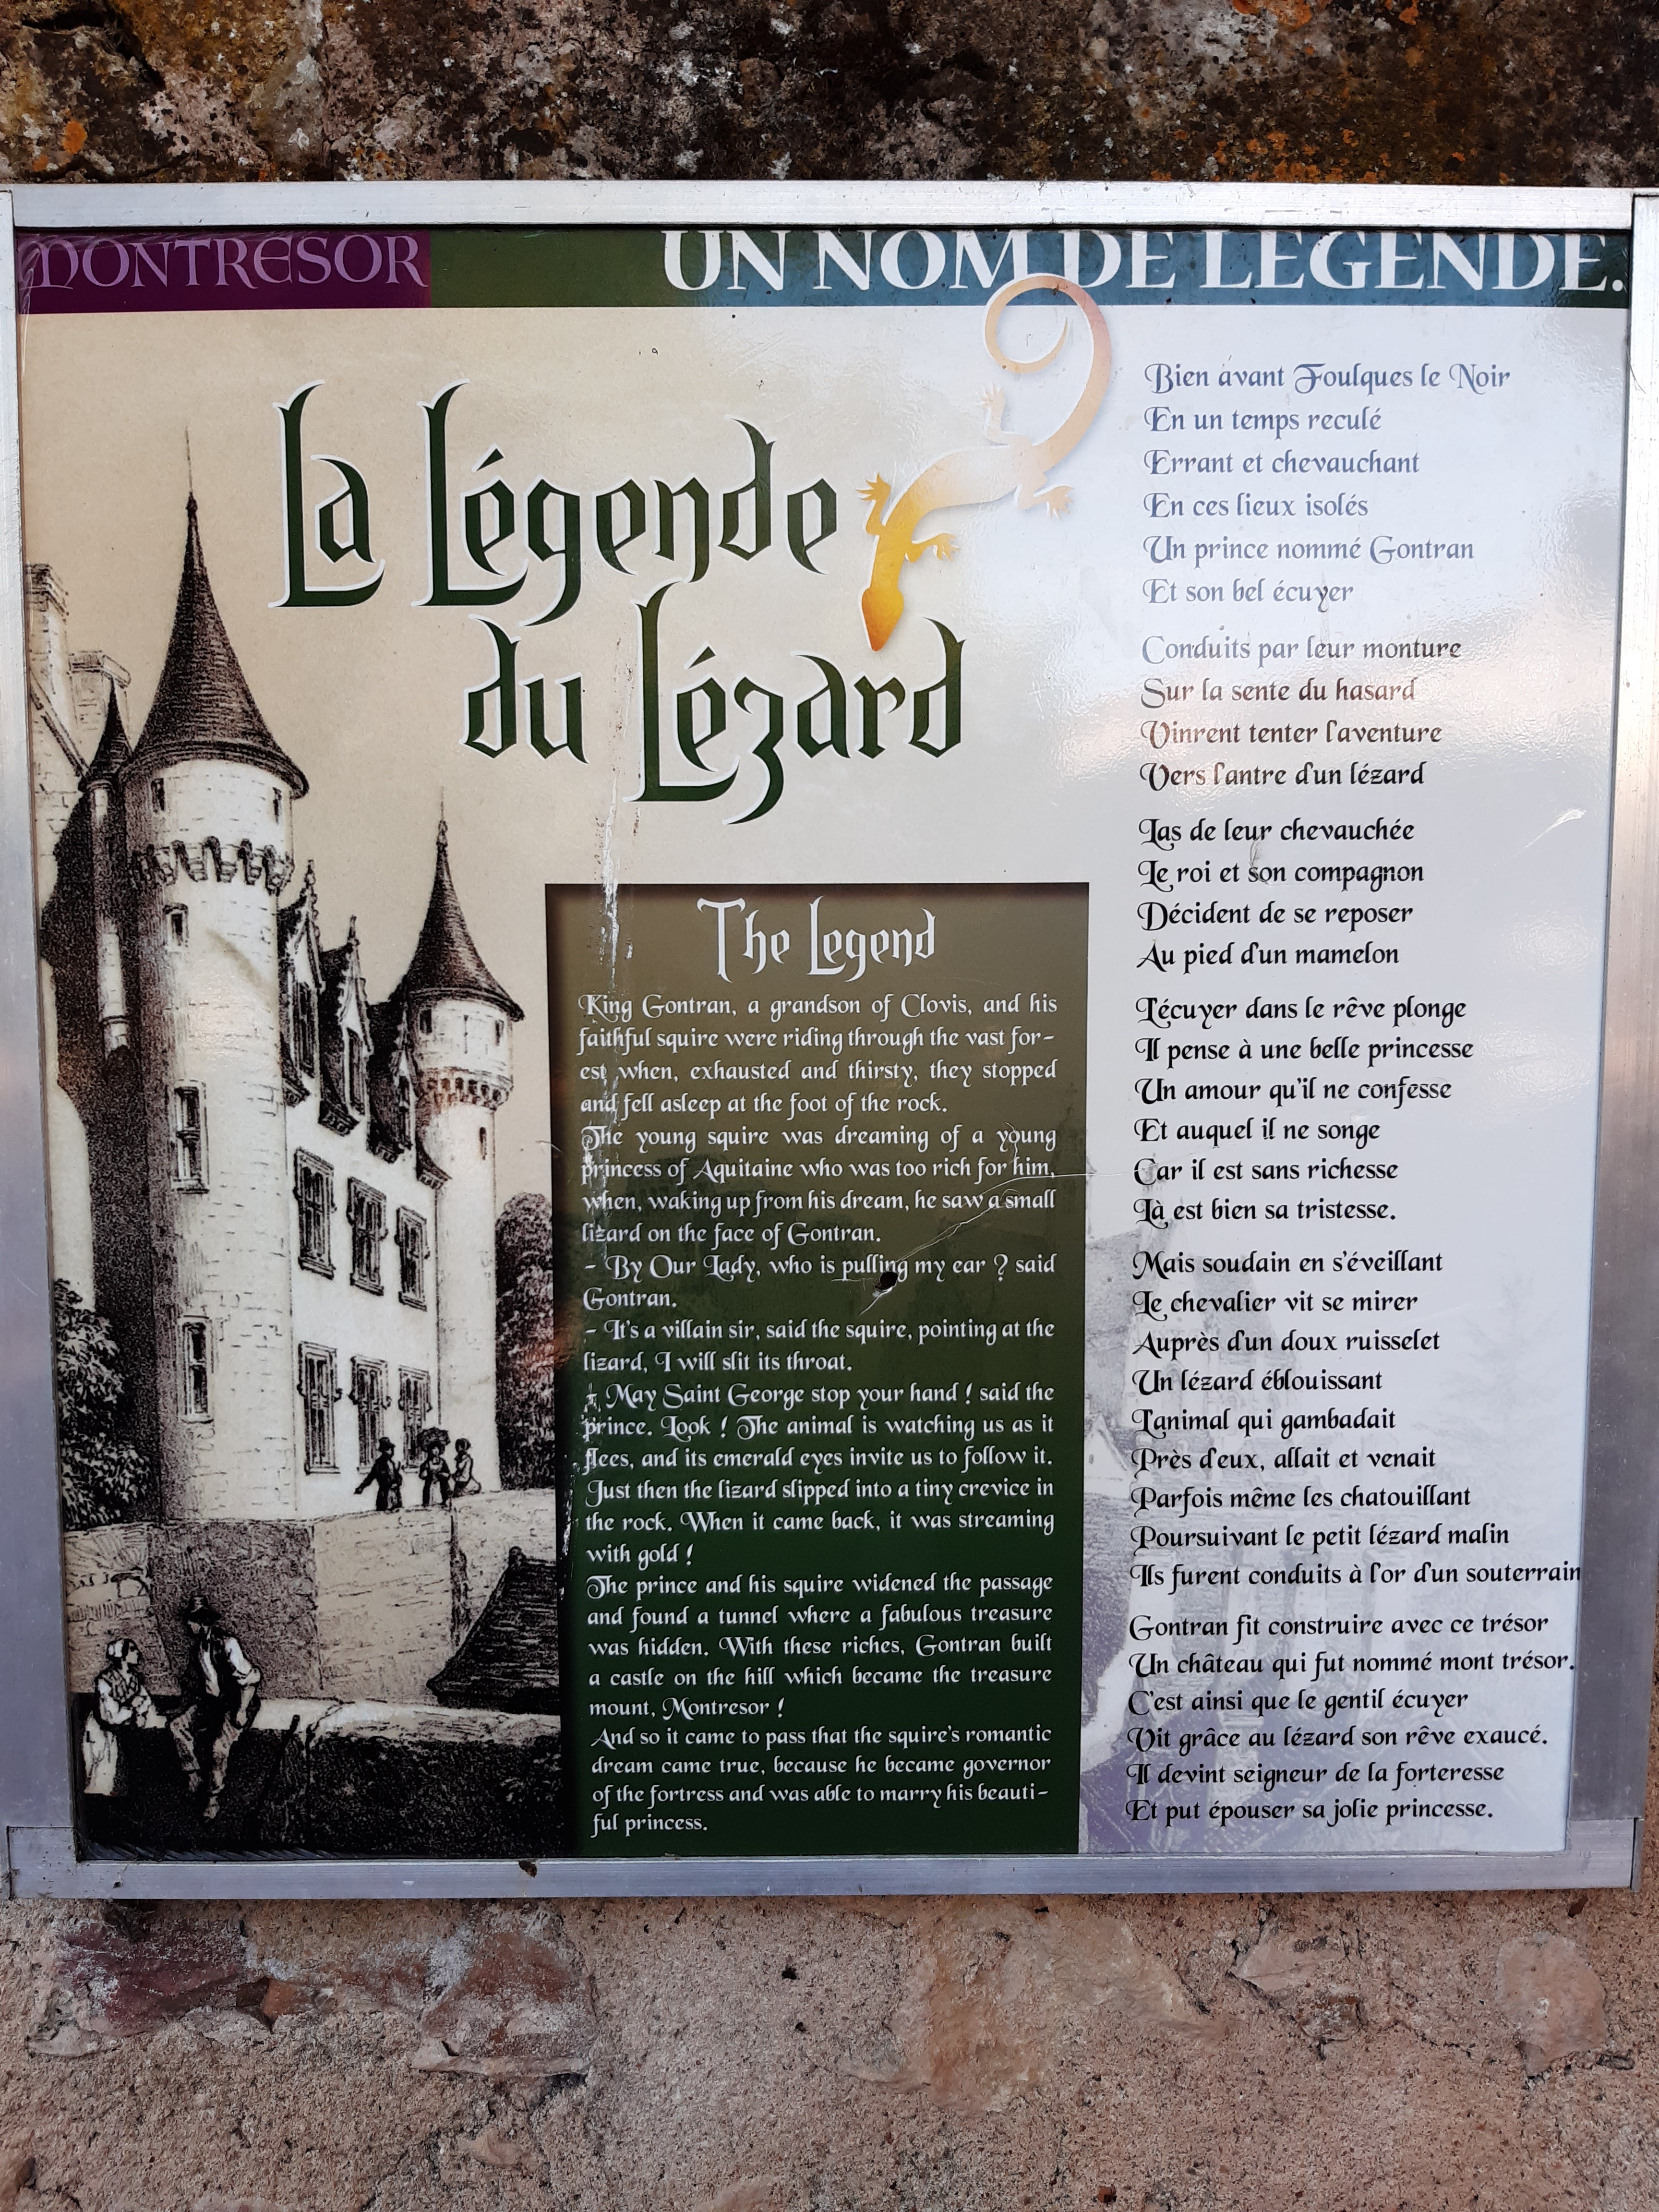 MONTRESOR
UN NOM DE LEGENDE.
La Légende
du Lézard
The Legend
King Gontran, a grandson of Clovis, and his
faithful squire were riding through the vast for-
est when, exhausted and thirsty, they stopped
and fell asleep at the foot of the rock.
The young squire was dreaming of a young
princess of Aquitaine who was too rich for him,
when, waking up from his dream, he saw a small
lizard on the face of Gontran.
- By Our Lady, who is pulling my ear ? said
Gontran.
- It's a villain sir, said the squire, pointing at the
lizard, I will slit its throat.
- May Saint George stop your hand ! said the
prince. Look ! The animal is watching us as it
flees, and its emerald eyes invite us to follow it.
Just then the lizard slipped into a tiny crevice in
the rock. When it came back, it was streaming
with gold !
The prince and his squire widened the passage
and found a tunnel where a fabulous treasure
was hidden. With these riches, Gontran built
a castle on the hill which became the treasure
mount, Montresor !
And so it came to pass that the squire's romantic
dream came true, because he became governor
of the fortress and was able to marry his beauti-
ful princess.
Bien avant Foulques le Noir
En un temps reculé
Errant et chevauchant
En ces lieux isolés
Un prince nommé Gontran
Et son bel écuyer
Conduits par leur monture
Sur la sente du hasard
Vinrent tenter l'aventure
Vers l'antre d'un lézard
Las de leur chevauchée
Le roi et son compagnon
Décident de se reposer
Au pied d'un mamelon
L'écuyer dans le rêve plonge
Il pense à une belle princesse
Un amour qu'il ne confesse
Et auquel il ne songe
Car il est sans richesse
Là est bien sa tristesse.
Mais soudain en s'éveillant
Le chevalier vit se mirer
Auprès d'un doux ruisselet
Un lézard éblouissant
L'animal qui gambadait
Près d'eux, allait et venait
Parfois même les chatouillant
Poursuivant le petit lézard malin
Ils furent conduits à l'or d'un souterrain
Gontran fit construire avec ce trésor
Un château qui fut nommé mont trésor.
C'est ainsi que le gentil écuyer
Vit grâce au lézard son rêve exaucé.
Il devint seigneur de la forteresse
Et put épouser sa jolie princesse.